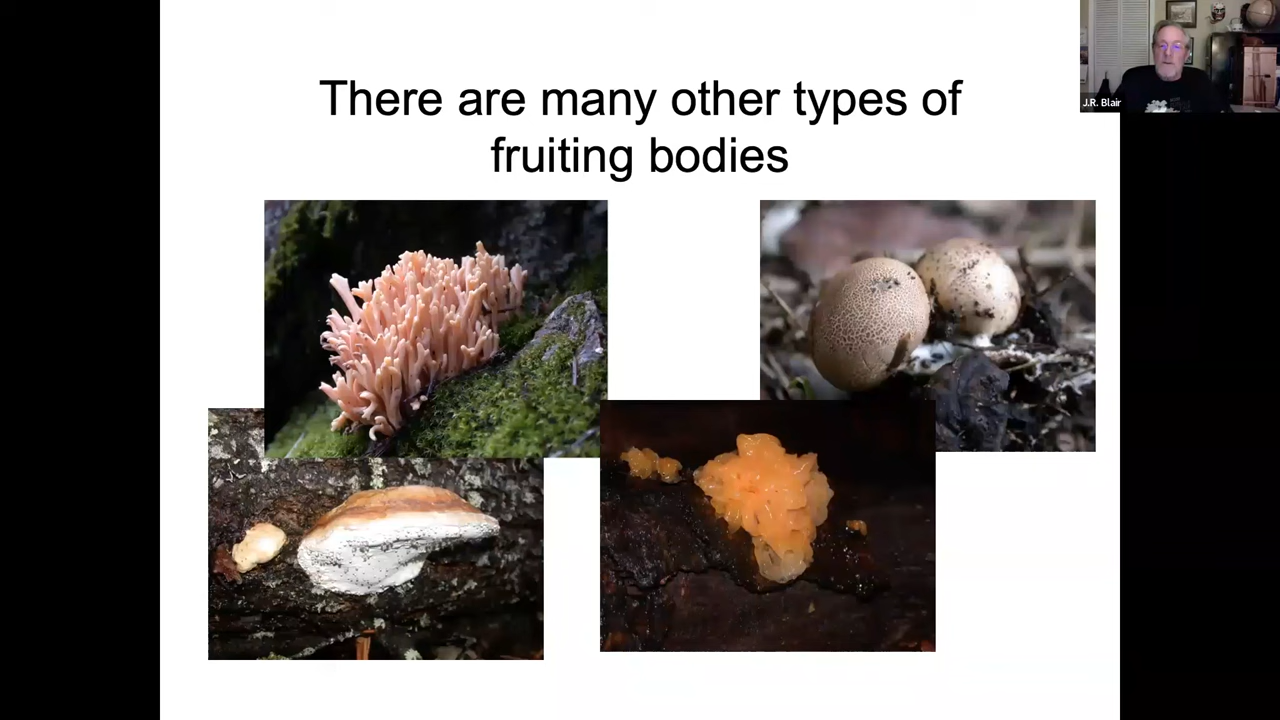 There are many other types of
fruiting bodies
J.R. Blair